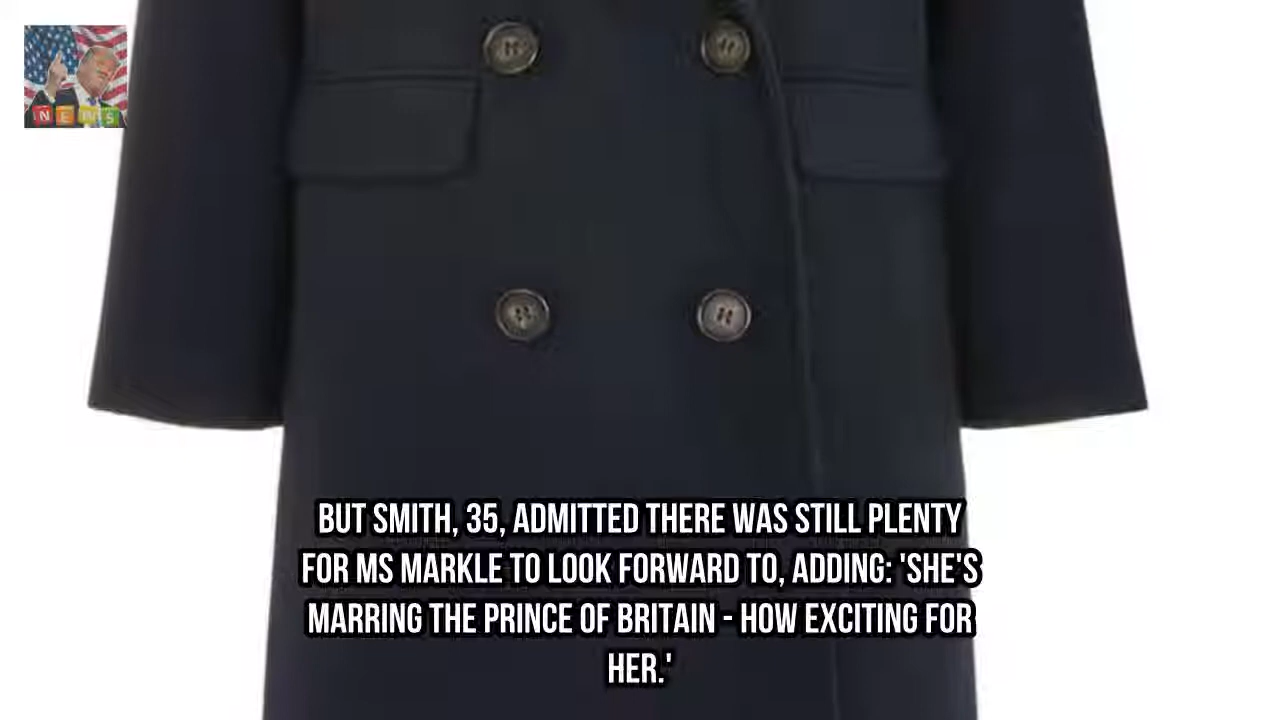 NEWS
BUT SMITH, 35, ADMITTED THERE WAS STILL PLENTY
FOR MS MARKLE TO LOOK FORWARD TO, ADDING: 'SHE'S
MARRING THE PRINCE OF BRITAIN - HOW EXCITING FOR
HER.'